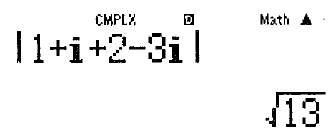 CMPLX D Math ▲
|1+i+2-3i|
√13